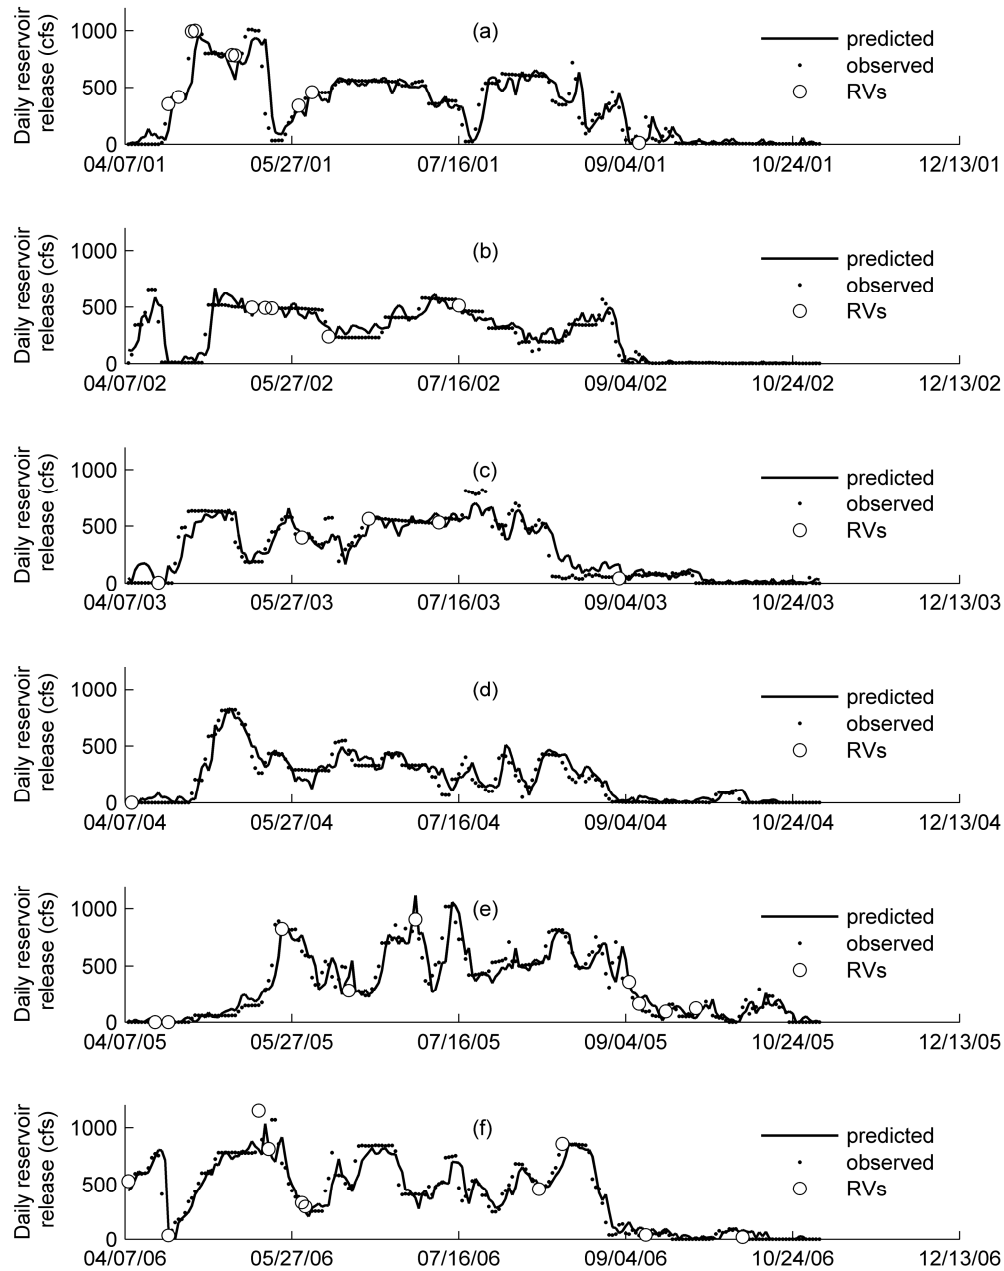 Daily reservoir
release (cfs)
1000
500
0
(a)
predicted
observed
RVs
04/07/01 05/27/01 07/16/01 09/04/01 10/24/01 12/13/01
Daily reservoir
release (cfs)
1000
500
0
(b)
predicted
observed
RVs
04/07/02 05/27/02 07/16/02 09/04/02 10/24/02 12/13/02
Daily reservoir
release (cfs)
1000
500
0
(c)
predicted
observed
RVs
04/07/03 05/27/03 07/16/03 09/04/03 10/24/03 12/13/03
Daily reservoir
release (cfs)
1000
500
0
(d)
predicted
observed
RVs
04/07/04 05/27/04 07/16/04 09/04/04 10/24/04 12/13/04
Daily reservoir
release (cfs)
1000
500
0
(e)
predicted
observed
RVs
04/07/05 05/27/05 07/16/05 09/04/05 10/24/05 12/13/05
Daily reservoir
release (cfs)
1000
500
0
(f)
predicted
observed
RVs
04/07/06 05/27/06 07/16/06 09/04/06 10/24/06 12/13/06